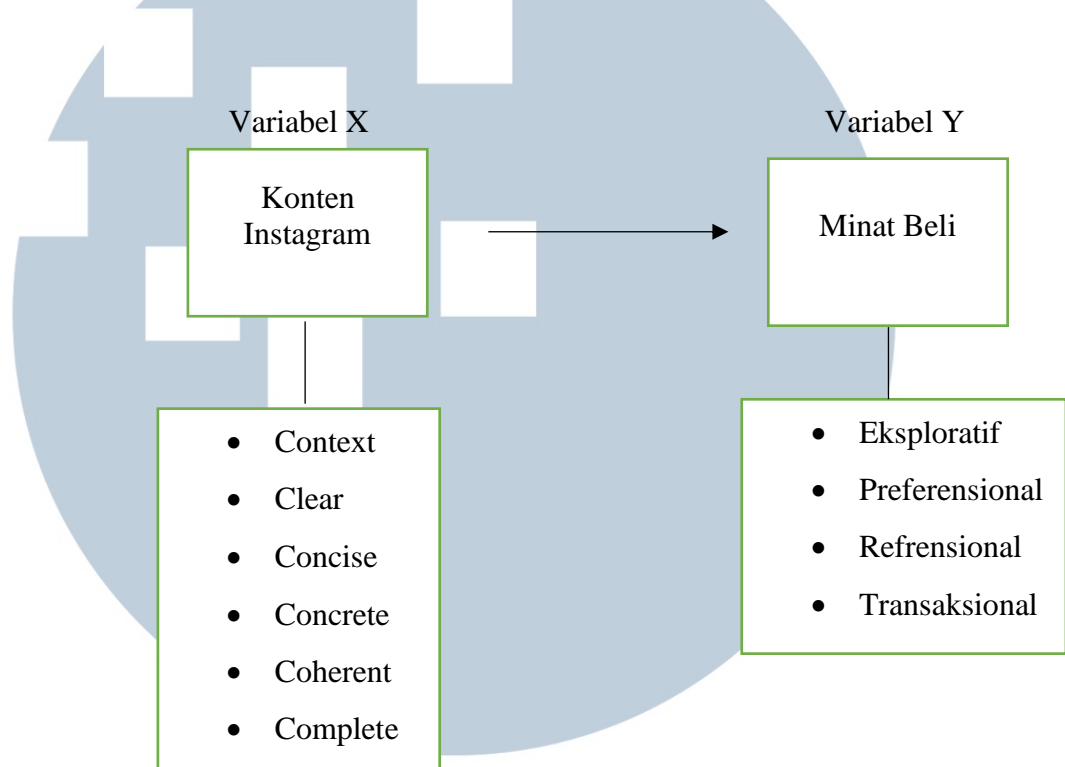 Variabel X
Variabel Y
Konten
Instagram
Minat Beli
• Context
• Clear
• Concise
• Concrete
• Coherent
• Complete
• Eksploratif
• Preferensional
• Refrensional
• Transaksional